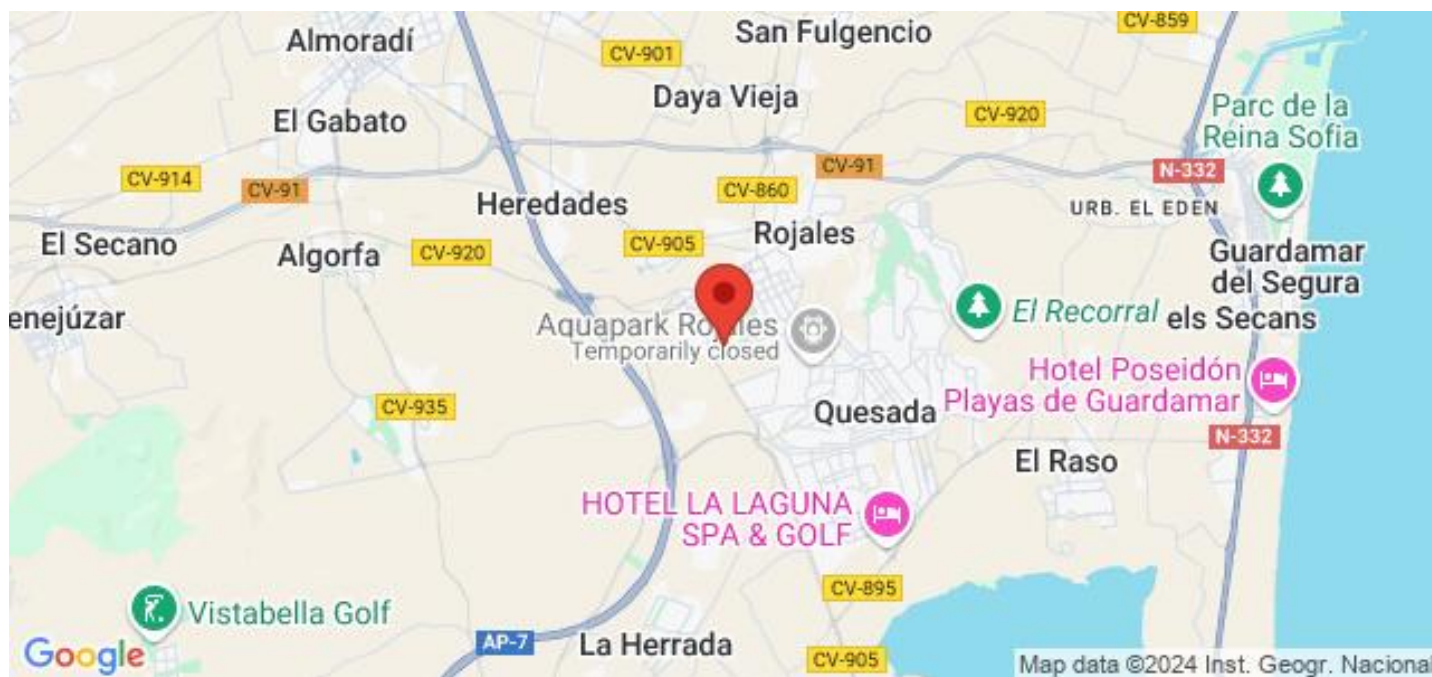 CV-859
Almoradí
San Fulgencio
CV-901
Daya Vieja
El Gabato
CV-920
Parc de la
Reina Sofia
CV-914
CV-91
CV-91
N-332
CV-860
Heredades
URB. EL EDEN
El Secano
Algorfa
CV-920
CV-905
Rojales
Guardamar
del Segura
enejúzar
Aquapark Rojales
Temporarily closed
El Recorral
els Secans
Hotel Poseidón
Playas de Guardamar
CV-935
Quesada
N-332
El Raso
HOTEL LA LAGUNA
SPA & GOLF
CV-895
Vistabella Golf
AP-7
La Herrada
CV-905
Google
Map data ©2024 Inst. Geogr. Nacional